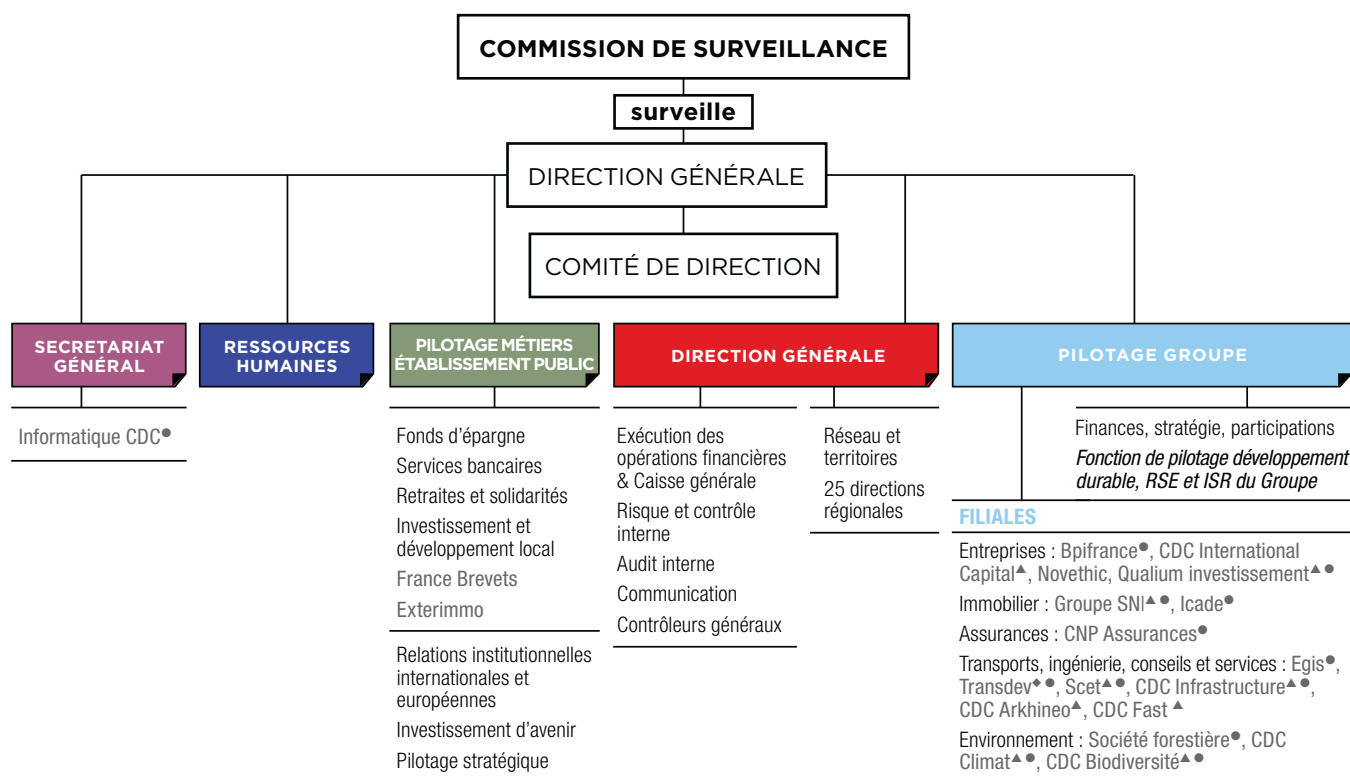 COMMISSION DE SURVEILLANCE
surveille
DIRECTION GÉNÉRALE
COMITÉ DE DIRECTION
SECRETARIAT
GÉNÉRAL
Informatique CDC●
RESSOURCES
HUMAINES
PILOTAGE MÉTIERS
ÉTABLISSEMENT PUBLIC
Fonds d'épargne
Services bancaires
Retraites et solidarités
Investissement et
développement local
France Brevets
Exterimmo
Relations institutionnelles
internationales et
européennes
Investissement d'avenir
Pilotage stratégique
DIRECTION GÉNÉRALE
Exécution des
opérations financières
& Caisse générale
Risque et contrôle
interne
Audit interne
Communication
Contrôleurs généraux
Réseau et
territoires
25 directions
régionales
PILOTAGE GROUPE
Finances, stratégie, participations
Fonction de pilotage développement
durable, RSE et ISR du Groupe
FILIALES
Entreprises : Bpifrance●, CDC International
Capital▲, Novethic, Qualium investissement▲●
Immobilier : Groupe SNI▲●, Icade●
Assurances : CNP Assurances●
Transports, ingénierie, conseils et services : Egis●,
Transdev◆●, Scet▲●, CDC Infrastructure▲●,
CDC Arkhineo▲, CDC Fast ▲
Environnement : Société forestière●, CDC
Climat▲●, CDC Biodiversité▲●